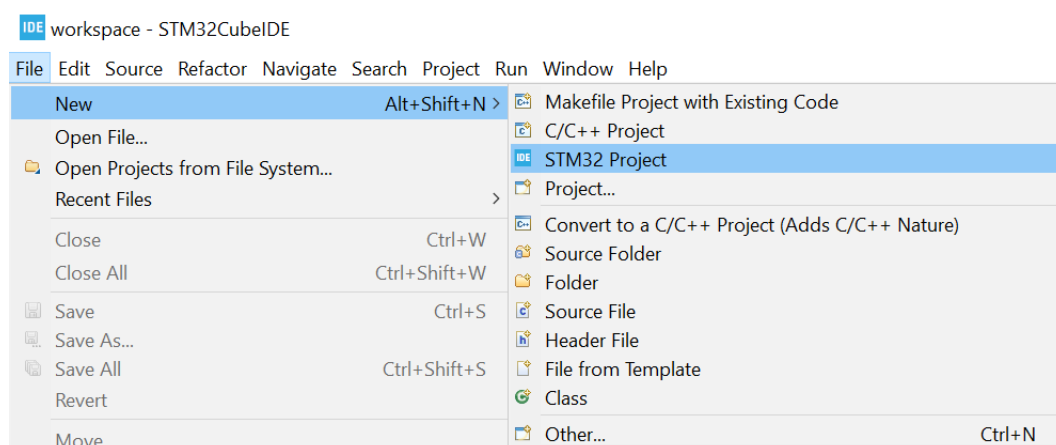 IDE workspace - STM32CubeIDE
File Edit Source Refactor Navigate Search Project Run Window Help
New Alt+Shift+N >
Open File...
Open Projects from File System...
Recent Files >
Close Ctrl+W
Close All Ctrl+Shift+W
Save Ctrl+S
Save As...
Save All Ctrl+Shift+S
Revert
Move
Makefile Project with Existing Code
C/C++ Project
IDE STM32 Project
Project...
Convert to a C/C++ Project (Adds C/C++ Nature)
Source Folder
Folder
Source File
Header File
File from Template
Class
Other... Ctrl+N